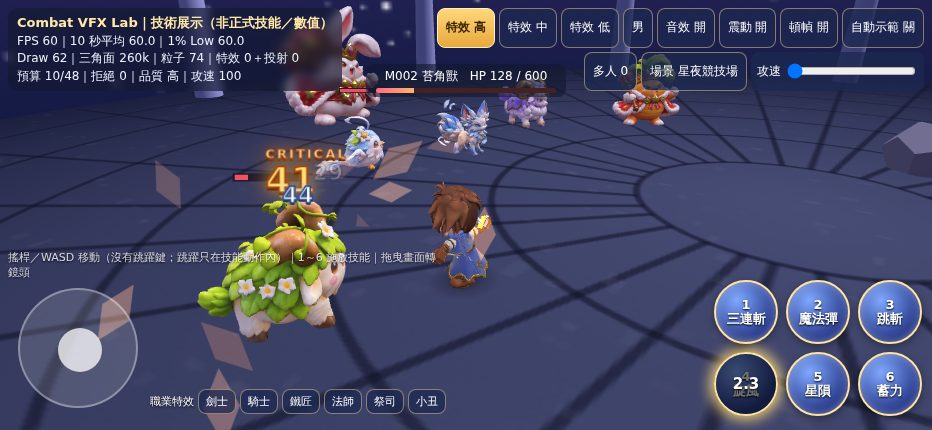 Combat VFX Lab｜技術展示（非正式技能／數值）
FPS 60｜10 秒平均 60.0｜1% Low 60.0
Draw 62｜三角面 260k｜粒子 74｜特效 0＋投射 0
預算 10/48｜拒絕 0｜品質 高｜攻速 100
特效 高
特效 中
特效 低
男
音效 開
震動 開
頓幀 開
自動示範 關
多人 0
場景 星夜競技場
攻速
M002 苔角獸 HP 128 / 600
CRITICAL
41
29
44
搖桿／WASD 移動（沒有跳躍鍵；跳躍只在技能動作內）｜1～6 施放技能｜拖曳畫面轉
鏡頭
1
三連斬
2
魔法彈
3
跳斬
2.3
旋風
5
星隕
6
蓄力
職業特效
劍士
騎士
鐵匠
法師
祭司
小丑